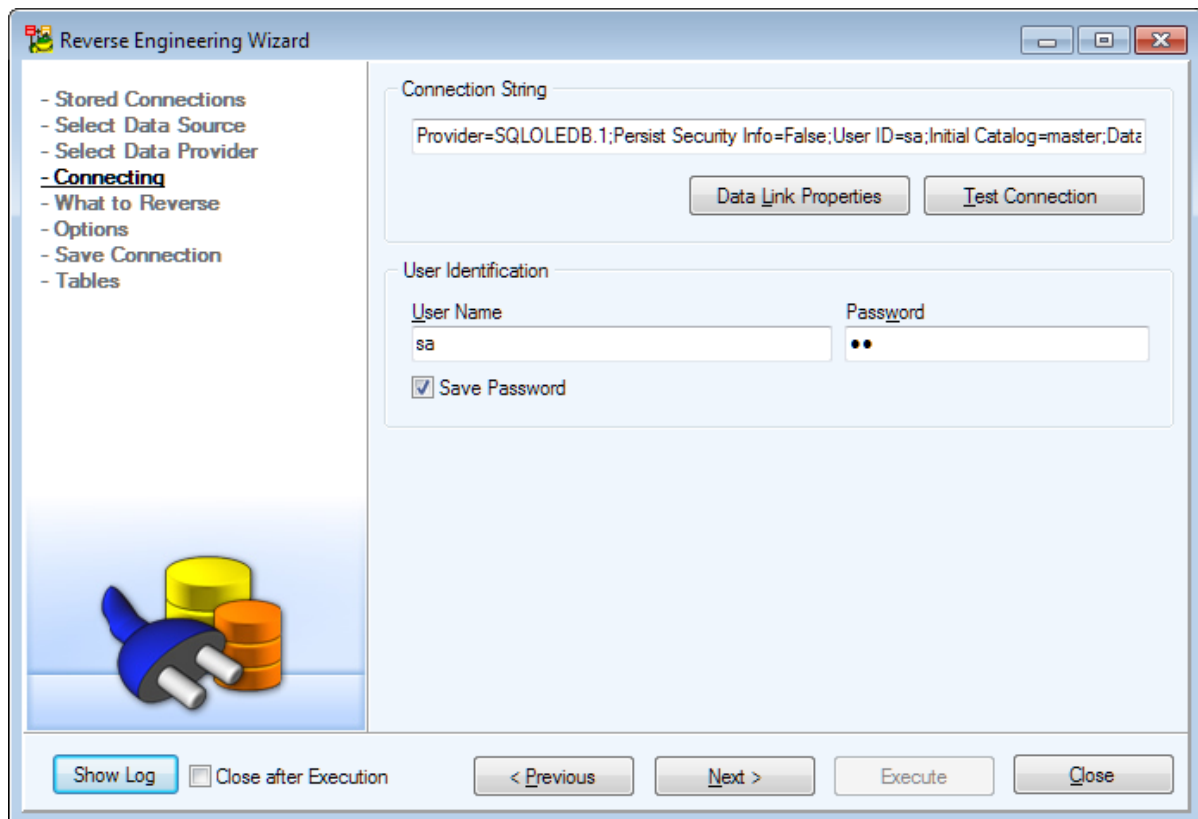 Reverse Engineering Wizard
- Stored Connections
- Select Data Source
- Select Data Provider
- Connecting
- What to Reverse
- Options
- Save Connection
- Tables
Connection String
Provider=SQLOLEDB.1;Persist Security Info=False;User ID=sa;Initial Catalog=master;Data
Data Link Properties Test Connection
User Identification
User Name Password
sa ●●
Save Password
Show Log Close after Execution < Previous Next > Execute Close